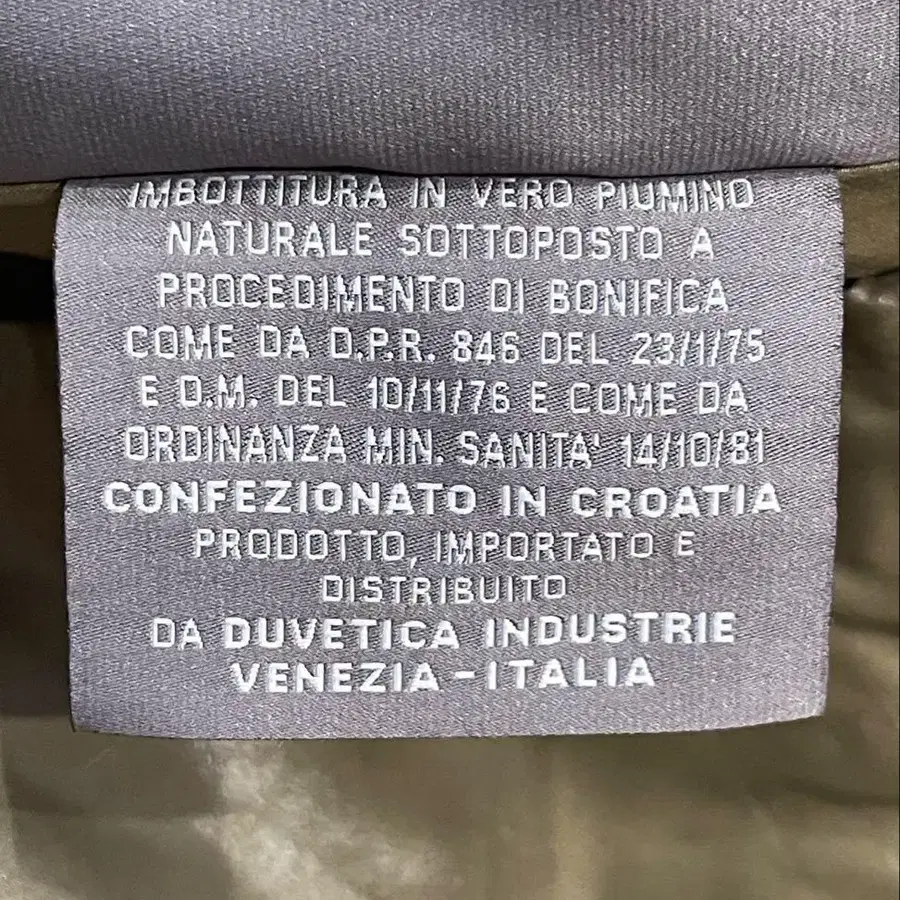 IMBOTTITURA IN VERO PIUMINO
NATURALE SOTTOPOSTO A
PROCEDIMENTO DI BONIFICA
COME DA D.P.R. 846 DEL 23/1/75
E D.M. DEL 10/11/76 E COME DA
ORDINANZA MIN. SANITA' 14/10/81
CONFEZIONATO IN CROATIA
PRODOTTO, IMPORTATO E
DISTRIBUITO
DA DUVETICA INDUSTRIE
VENEZIA - ITALIA